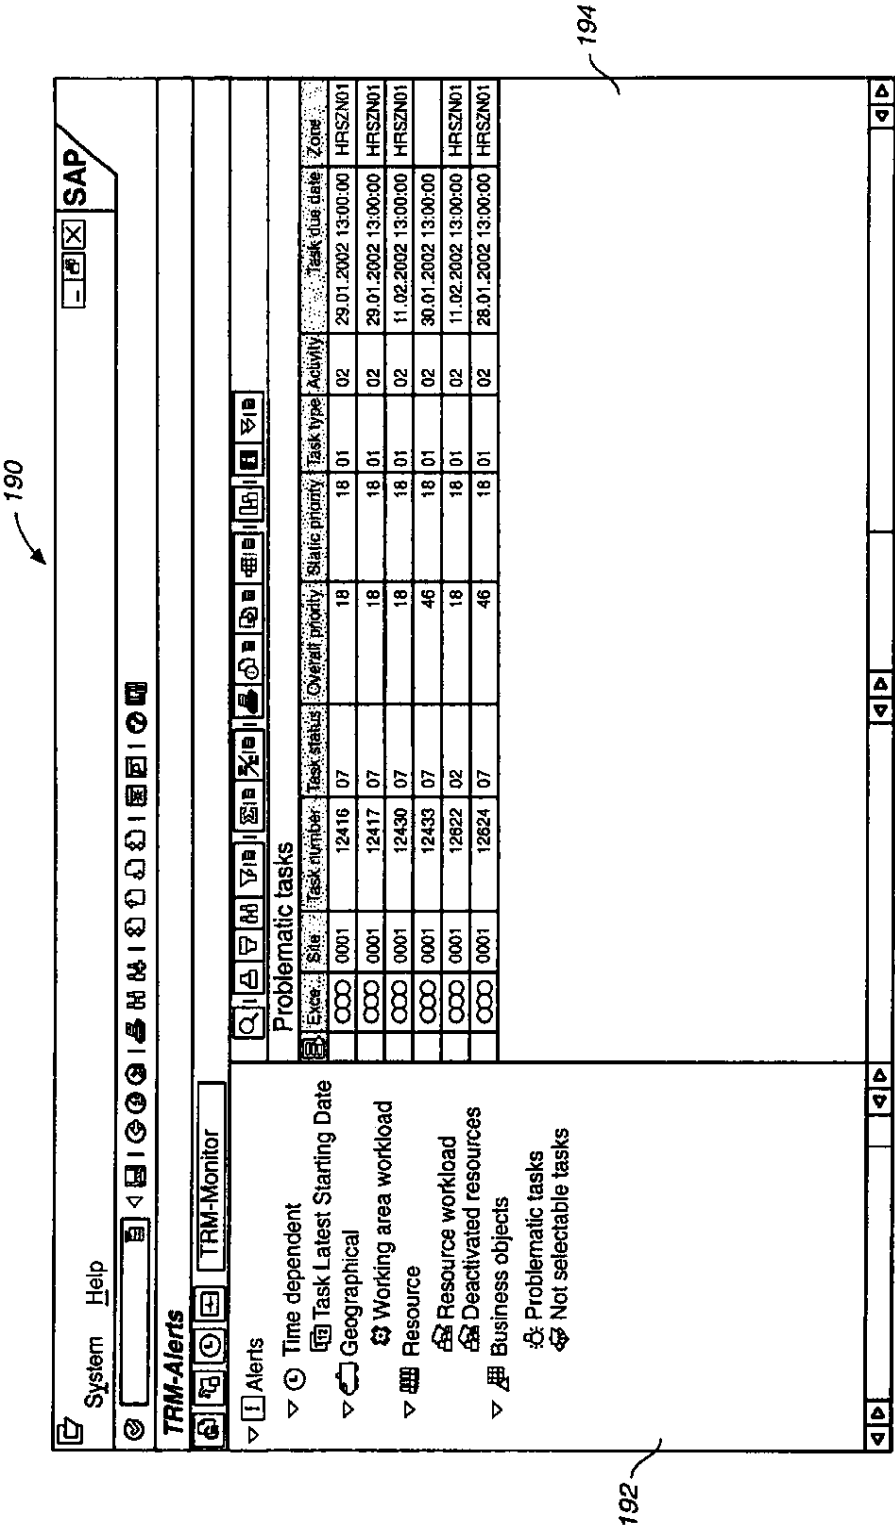 190
System Help
SAP
TRM-Alerts
TRM-Monitor
Alerts
Time dependent
Task Latest Starting Date
Geographical
Working area workload
Resource
Resource workload
Deactivated resources
Business objects
Problematic tasks
Not selectable tasks
192
Problematic tasks
Exce... Site Task number Task status Overall priority Static priority Task type Activity Task due date Zone
0001 12416 07 18 18 01 02 29.01.2002 13:00:00 HRSZN01
0001 12417 07 18 18 01 02 29.01.2002 13:00:00 HRSZN01
0001 12430 07 18 18 01 02 11.02.2002 13:00:00 HRSZN01
0001 12433 07 46 18 01 02 30.01.2002 13:00:00
0001 12622 02 18 18 01 02 11.02.2002 13:00:00 HRSZN01
0001 12624 07 46 18 01 02 28.01.2002 13:00:00 HRSZN01
194